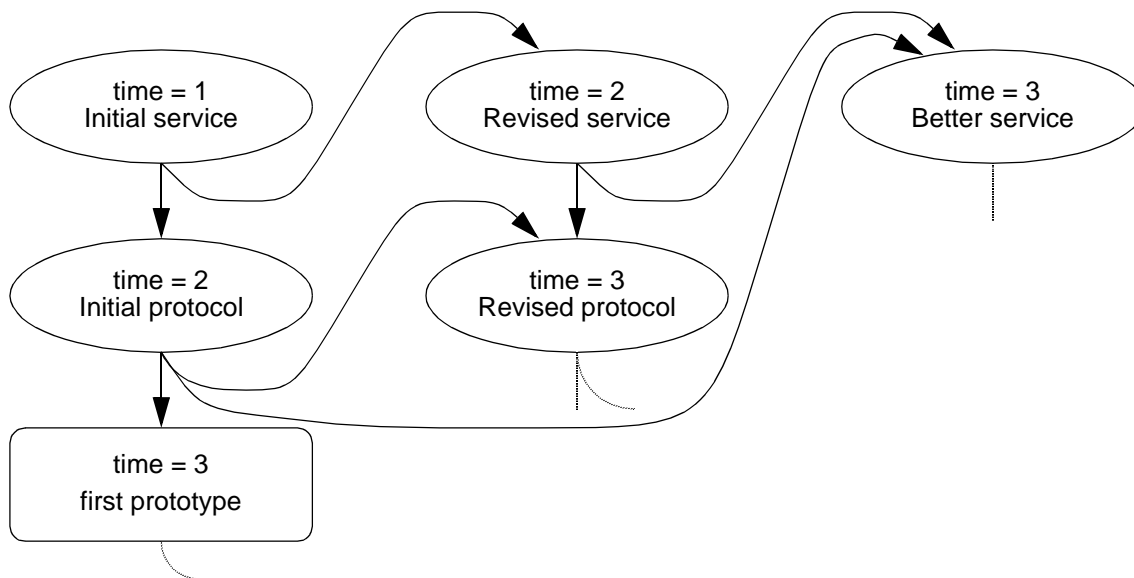 time = 1
Initial service
time = 2
Revised service
time = 3
Better service
time = 2
Initial protocol
time = 3
Revised protocol
time = 3
first prototype